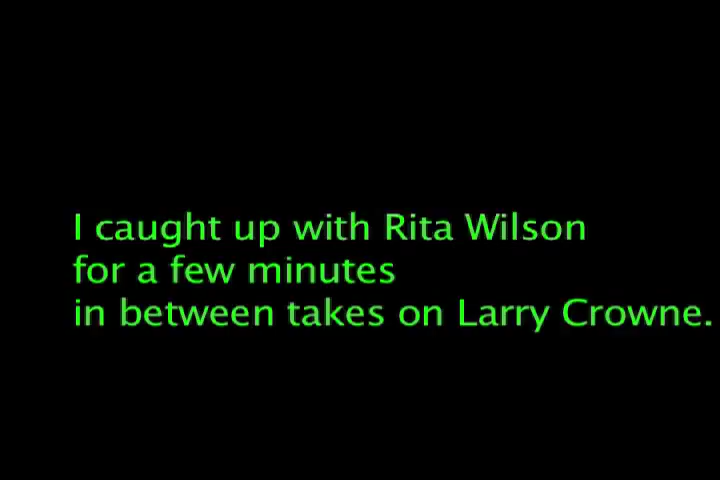 I caught up with Rita Wilson
for a few minutes
in between takes on Larry Crowne.